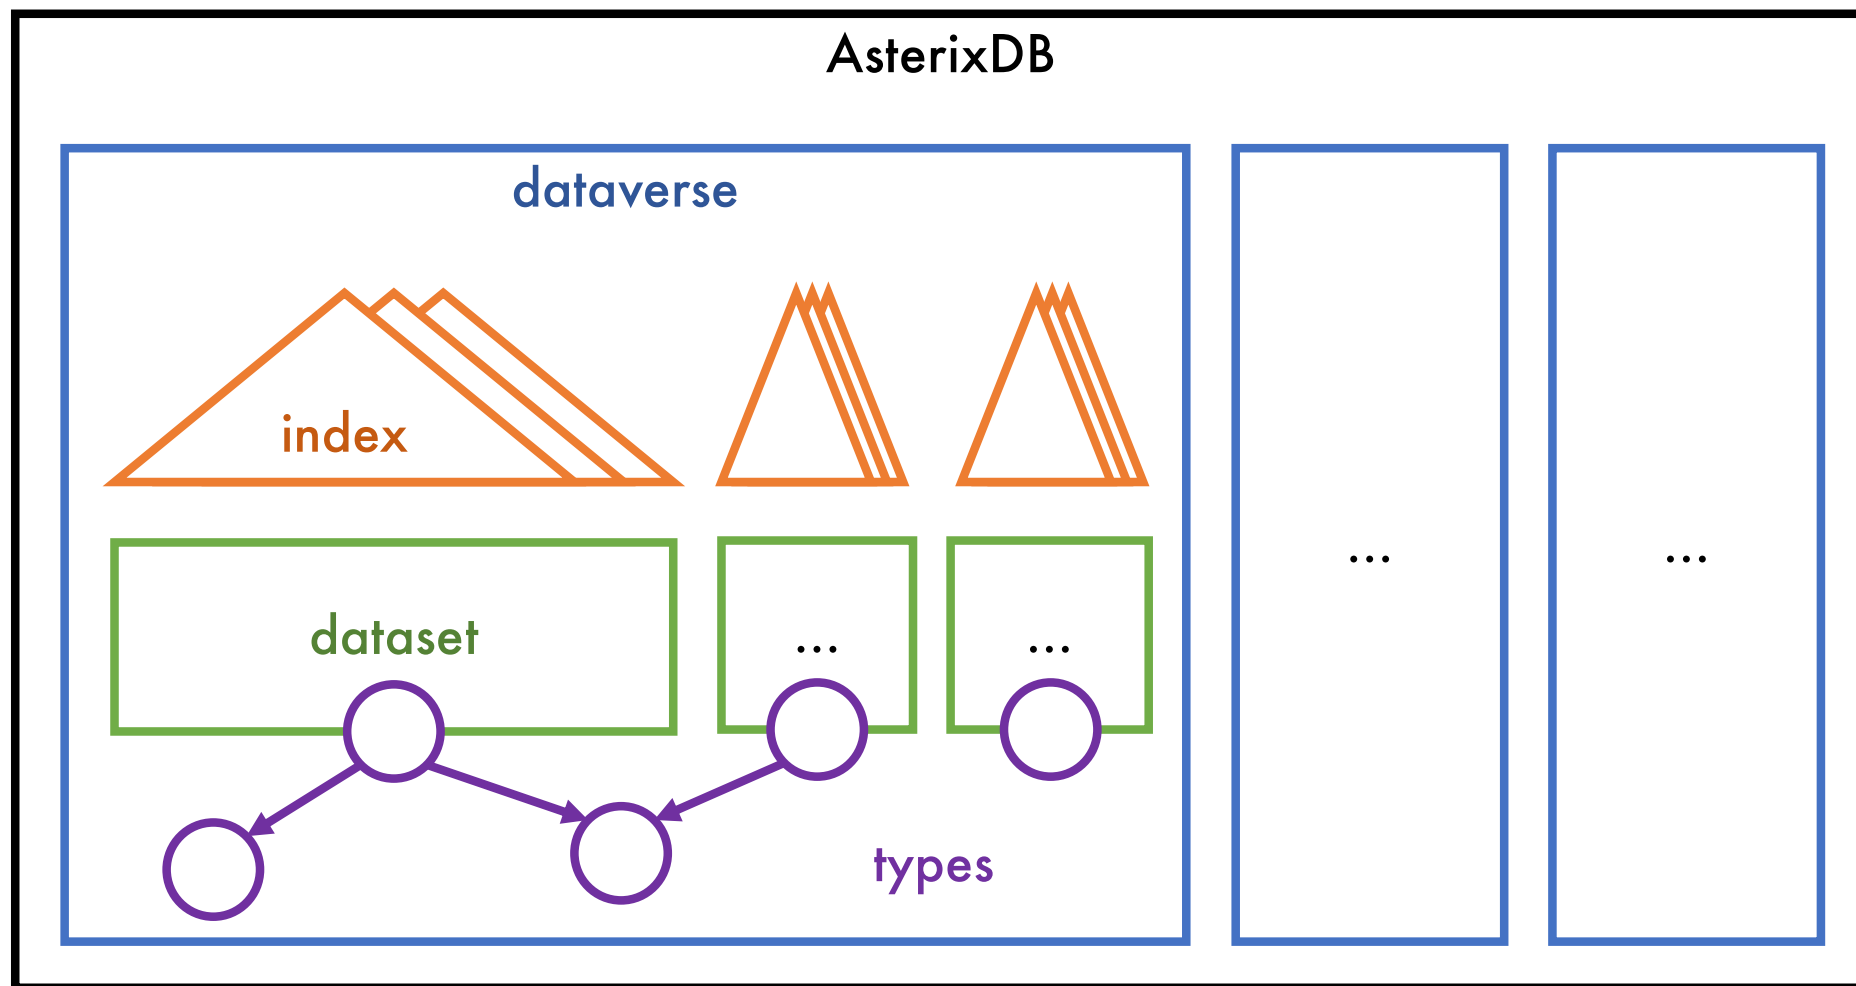 AsterixDB
dataverse
index
dataset
...
...
types
...
...